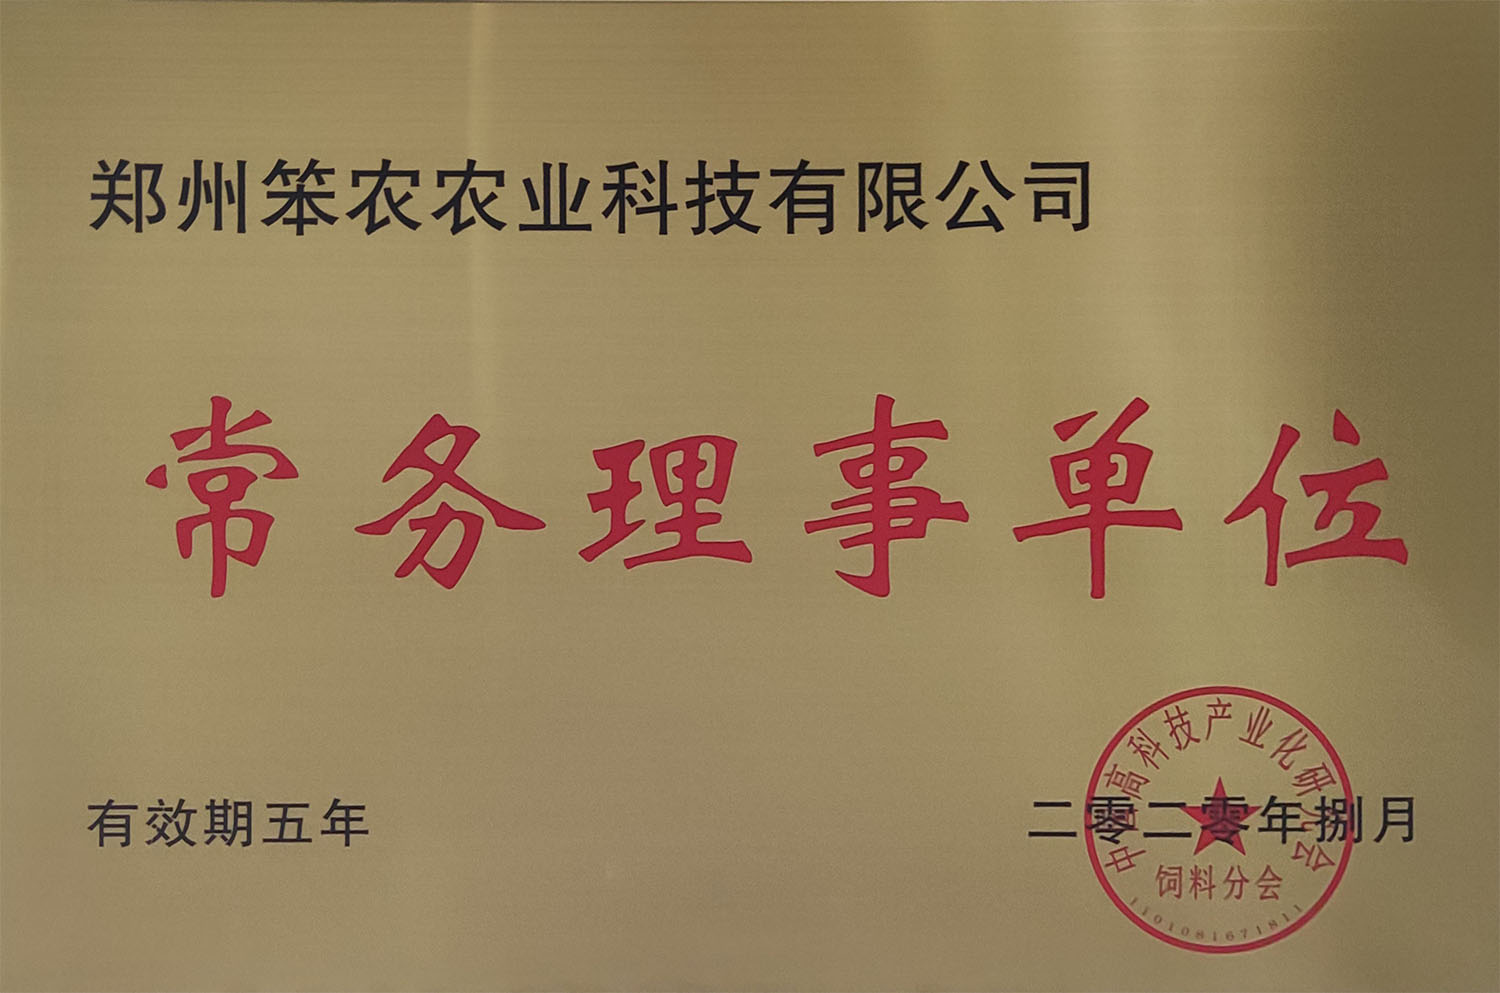 郑州笨农农业科技有限公司
常务理事单位
有效期五年
二零二零年捌月
中国高科技产业化研究会
饲料分会
1101081671811